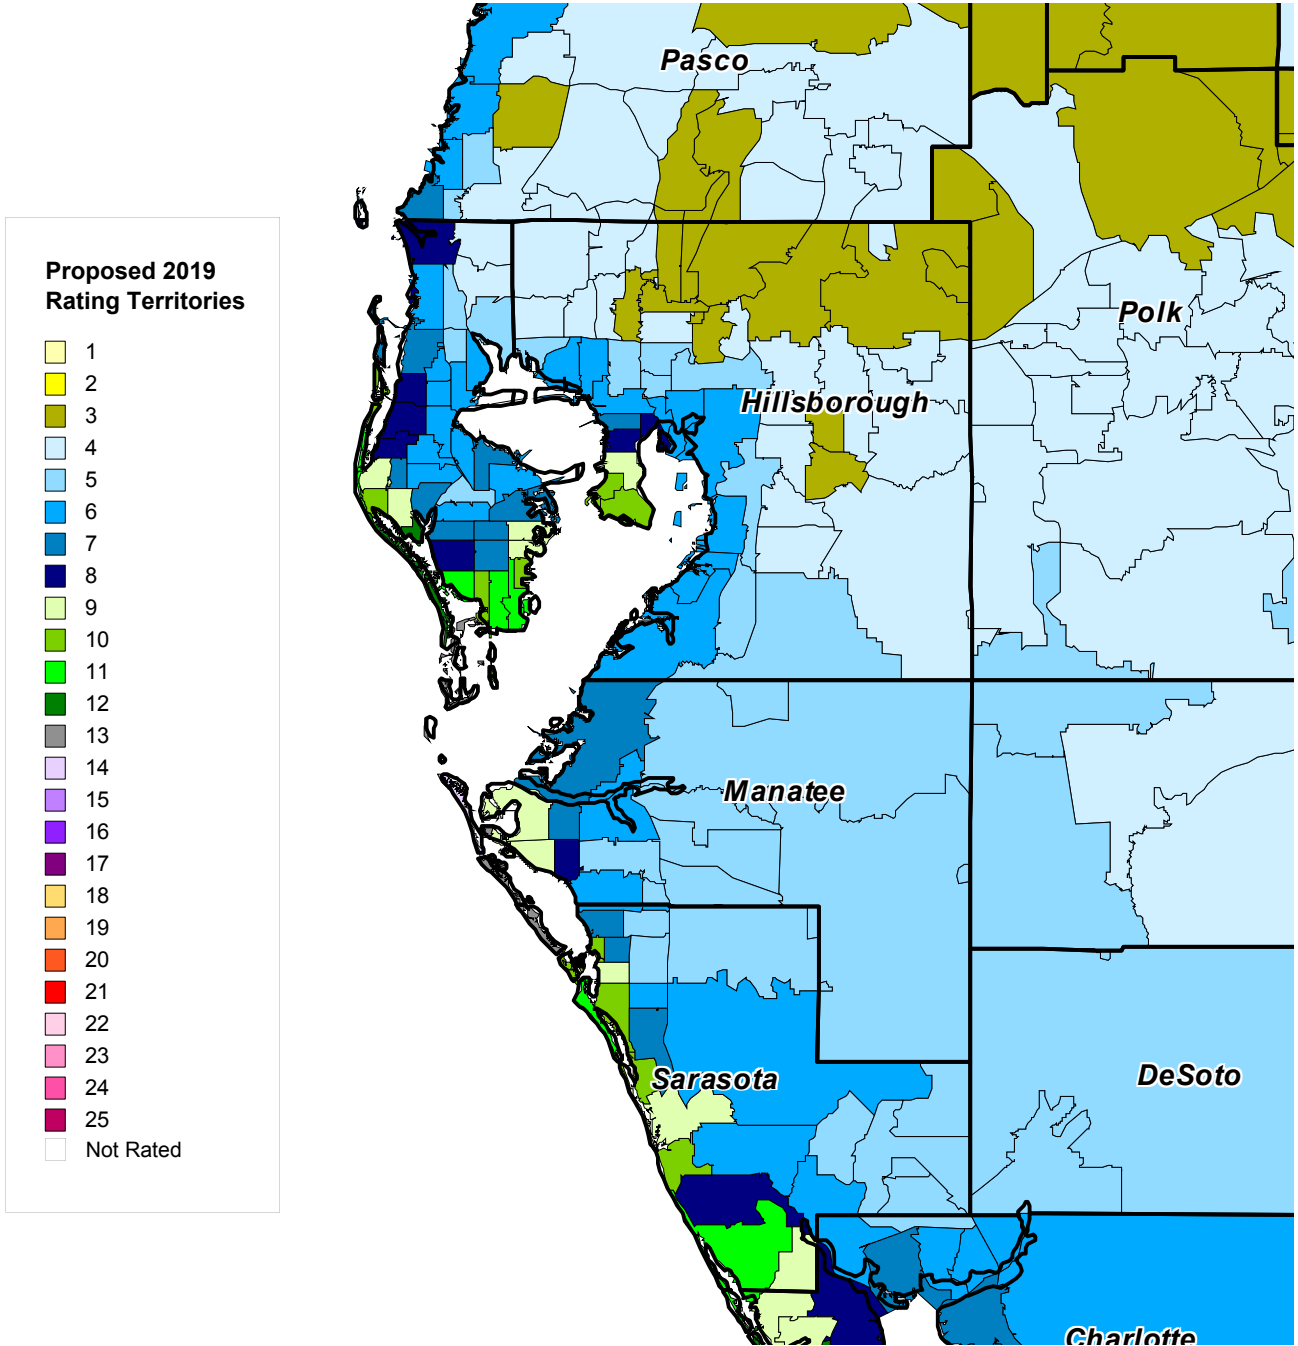 Pasco
Proposed 2019
Rating Territories
Polk
1
2
3
Hillsborough
4
5
6
7
8
9
10
11
12
13
14
Manatee
15
16
17
18
19
20
21
22
23
24
25
Not Rated
Sarasota
DeSoto
Charlotte